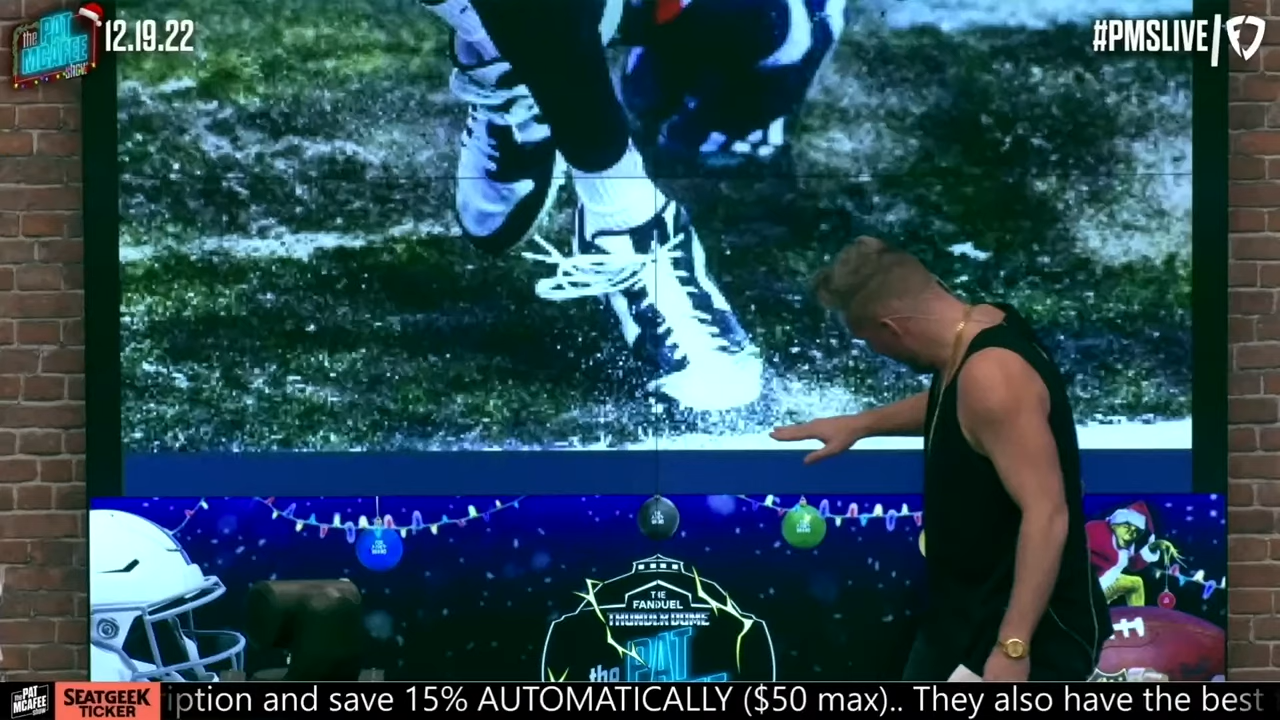 the PAT
MCAFEE
show
12.19.22
#PMSLIVE
THE
FANDUEL
THUNDERDOME
the PAT
the PAT
MCAFEE
show
SEATGEEK
TICKER
iption and save 15% AUTOMATICALLY ($50 max).. They also have the best